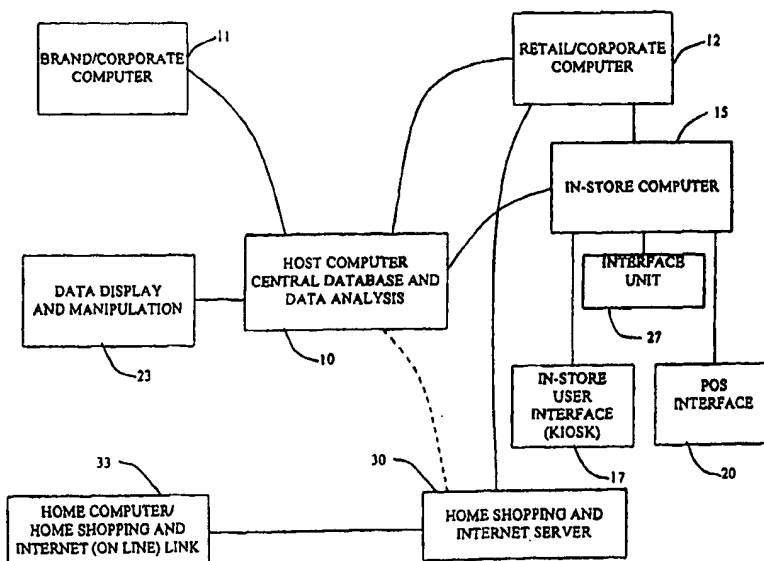 11
BRAND/CORPORATE
COMPUTER
RETAIL/CORPORATE
COMPUTER
12
15
IN-STORE COMPUTER
HOST COMPUTER
CENTRAL DATABASE AND
DATA ANALYSIS
INTERFACE
UNIT
DATA DISPLAY
AND MANIPULATION
10
27
23
IN-STORE
USER
INTERFACE
(KIOSK)
POS
INTERFACE
33
30
17
20
HOME COMPUTER/
HOME SHOPPING AND
INTERNET (ON LINE) LINK
HOME SHOPPING AND
INTERNET SERVER